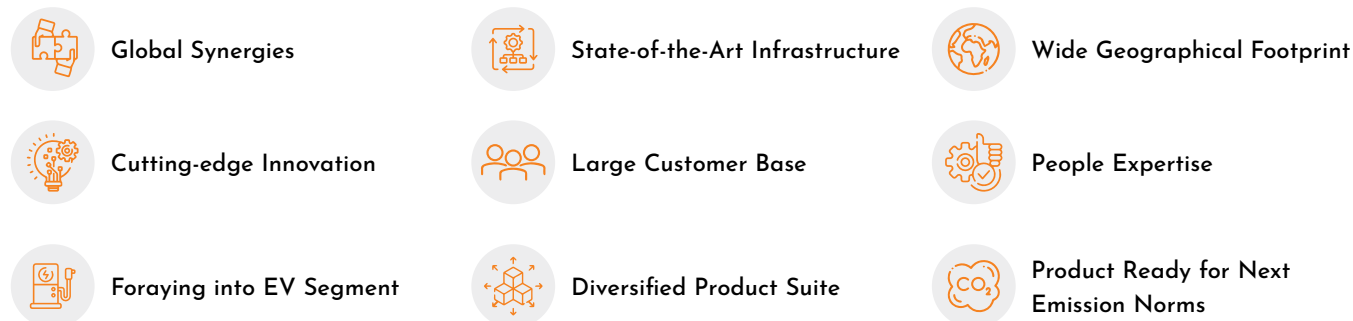 Global Synergies
State-of-the-Art Infrastructure
Wide Geographical Footprint
Cutting-edge Innovation
Large Customer Base
People Expertise
Foraying into EV Segment
Diversified Product Suite
CO2
Product Ready for Next
Emission Norms